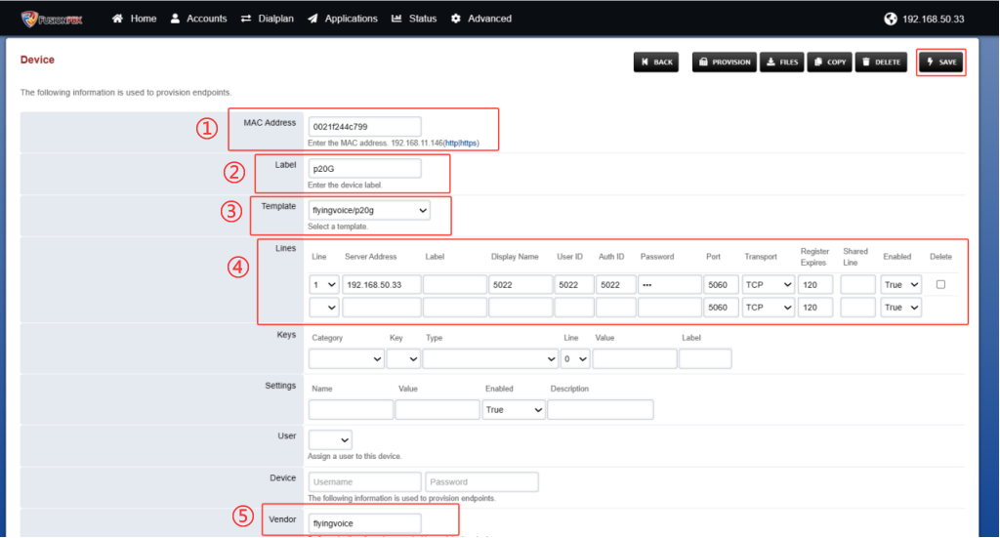 FUSIONPBX Home Accounts Dialplan Applications Status Advanced 192.168.50.33
Device BACK PROVISION FILES COPY DELETE SAVE
The following information is used to provision endpoints.
① MAC Address 0021f244c799
Enter the MAC address. 192.168.11.146(http|https)
② Label p20G
Enter the device label.
③ Template flyingvoice/p20g
Select a template.
④ Lines Line Server Address Label Display Name User ID Auth ID Password Port Transport Register Expires Shared Line Enabled Delete
1 192.168.50.33 5022 5022 5022 ••• 5060 TCP 120 True
5060 TCP 120 True
Keys Category Key Type Line Value Label
0
Settings Name Value Enabled Description
True
User
Assign a user to this device.
Device Username Password
The following information is used to provision endpoints.
⑤ Vendor flyingvoice